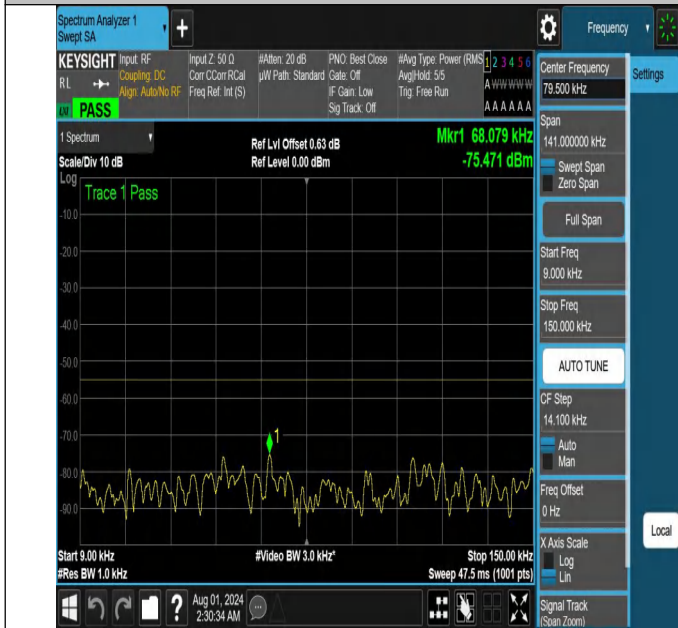 Spectrum Analyzer 1
Swept SA
+
Frequency
KEYSIGHT
RL
LXI
PASS
Input: RF
Coupling: DC
Align: Auto/No RF
Input Z: 50 Ω
Corr CCorr RCal
Freq Ref: Int (S)
#Atten: 20 dB
µW Path: Standard
PNO: Best Close
Gate: Off
IF Gain: Low
Sig Track: Off
#Avg Type: Power (RMS
Avg|Hold: 5/5
Trig: Free Run
1 2 3 4 5 6
A W W W W W
A A A A A A
Center Frequency
79.500 kHz
Settings
Span
141.000000 kHz
Swept Span
Zero Span
Full Span
Start Freq
9.000 kHz
Stop Freq
150.000 kHz
AUTO TUNE
CF Step
14.100 kHz
Auto
Man
Freq Offset
0 Hz
X Axis Scale
Log
Lin
Signal Track
(Span Zoom)
Local
1 Spectrum
Scale/Div 10 dB
Ref Lvl Offset 0.63 dB
Ref Level 0.00 dBm
Mkr1 68.079 kHz
-75.471 dBm
Log
Trace 1 Pass
-10.0
-20.0
-30.0
-40.0
-50.0
-60.0
-70.0
-80.0
-90.0
1
Start 9.00 kHz
#Res BW 1.0 kHz
#Video BW 3.0 kHz*
Stop 150.00 kHz
Sweep 47.5 ms (1001 pts)
?
Aug 01, 2024
2:30:34 AM